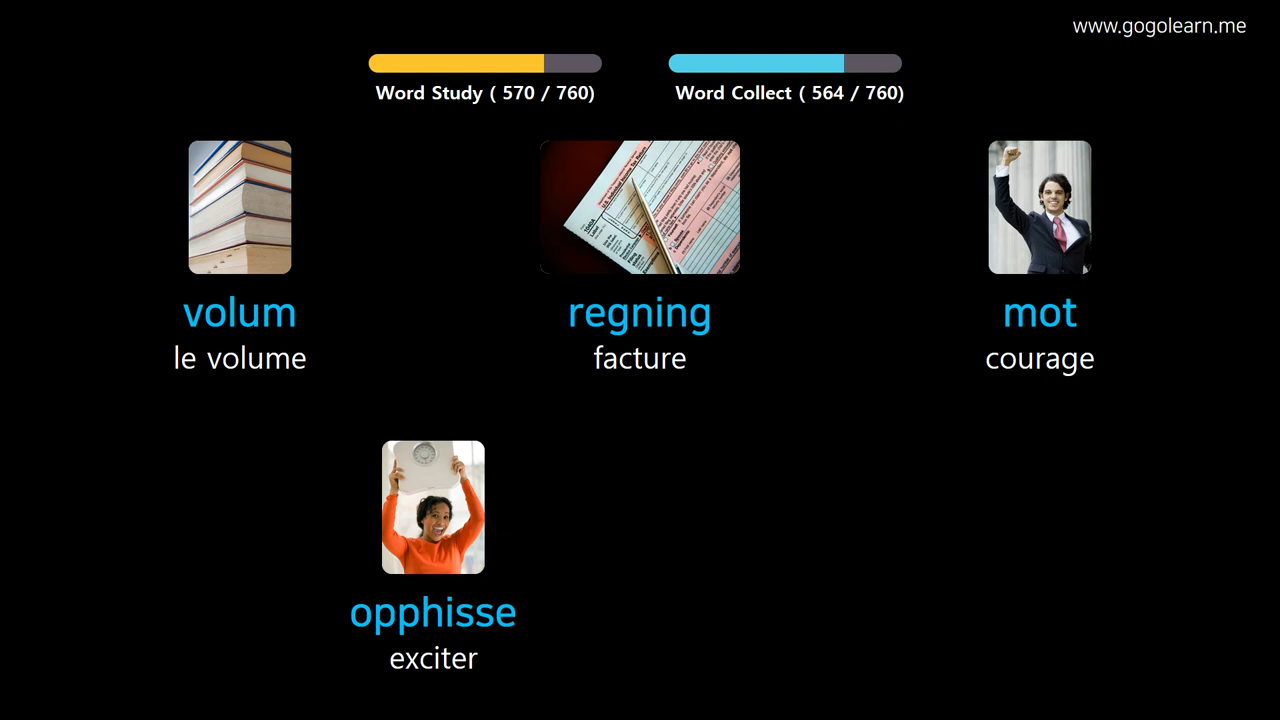 www.gogolearn.me
Word Study ( 570 / 760)
Word Collect ( 564 / 760)
volum
le volume
regning
facture
mot
courage
opphisse
exciter